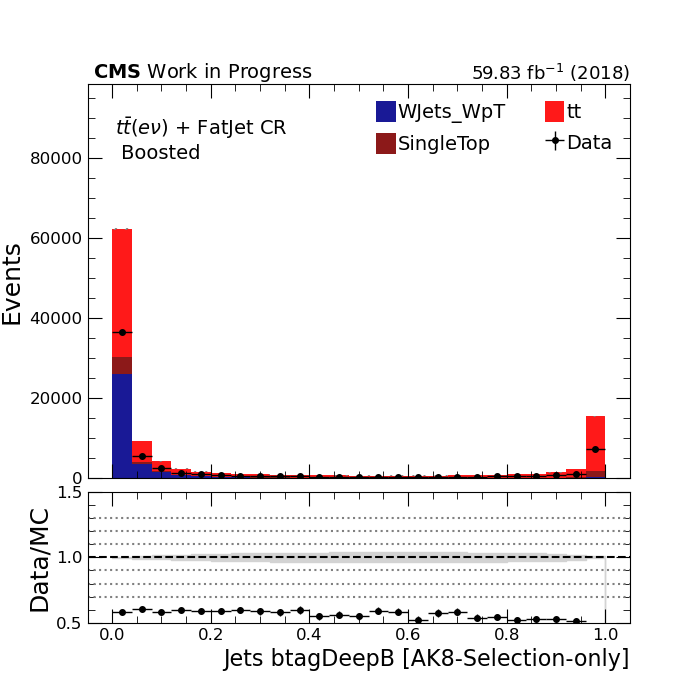 CMS Work in Progress 59.83 fb⁻¹ (2018)
tt̄(eν) + FatJet CR
Boosted
WJets_WpT
tt
SingleTop
Data
Events
80000
60000
40000
20000
0
Data/MC
1.5
1.0
0.5
0.0 0.2 0.4 0.6 0.8 1.0
Jets btagDeepB [AK8-Selection-only]